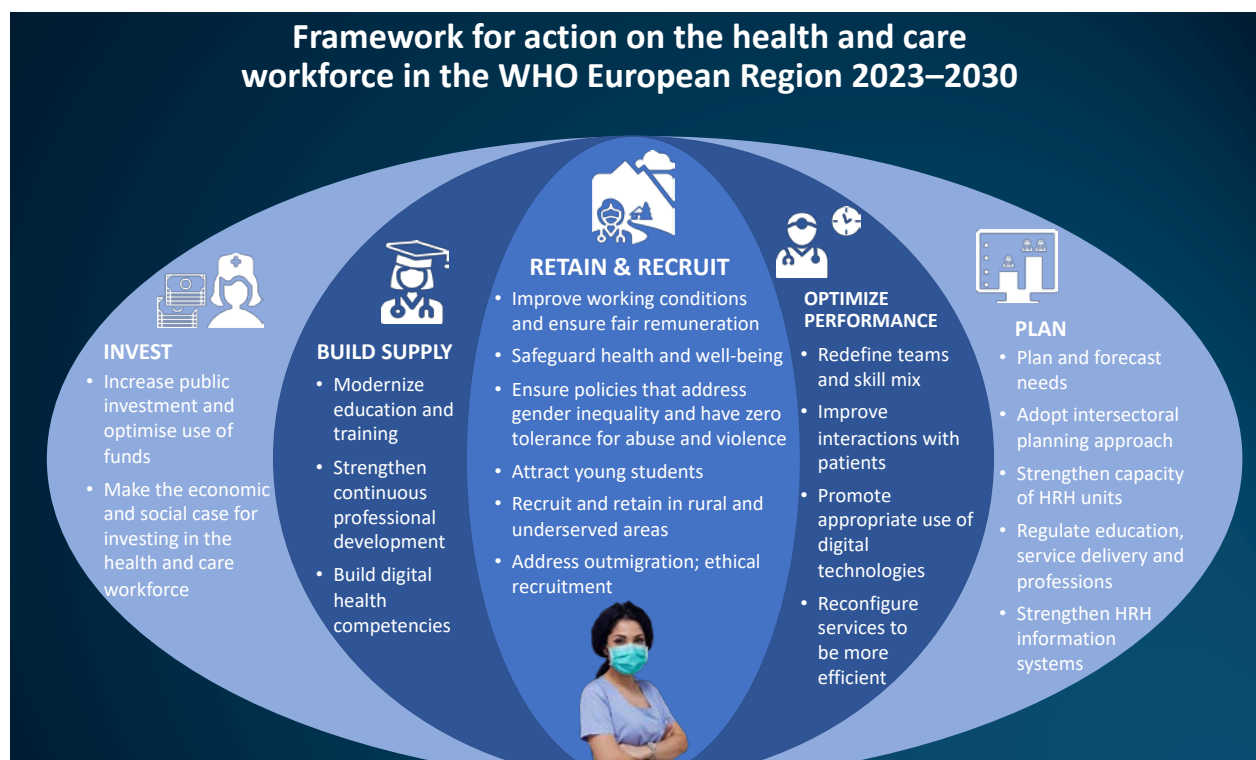 Framework for action on the health and care
workforce in the WHO European Region 2023–2030
INVEST
• Increase public
investment and
optimise use of
funds
• Make the economic
and social case for
investing in the
health and care
workforce
BUILD SUPPLY
• Modernize
education and
training
• Strengthen
continuous
professional
development
• Build digital
health
competencies
RETAIN & RECRUIT
• Improve working conditions
and ensure fair remuneration
• Safeguard health and well-being
• Ensure policies that address
gender inequality and have zero
tolerance for abuse and violence
• Attract young students
• Recruit and retain in rural and
underserved areas
• Address outmigration; ethical
recruitment
OPTIMIZE
PERFORMANCE
• Redefine teams
and skill mix
• Improve
interactions with
patients
• Promote
appropriate use of
digital
technologies
• Reconfigure
services to
be more
efficient
PLAN
• Plan and forecast
needs
• Adopt intersectoral
planning approach
• Strengthen capacity
of HRH units
• Regulate education,
service delivery and
professions
• Strengthen HRH
information
systems